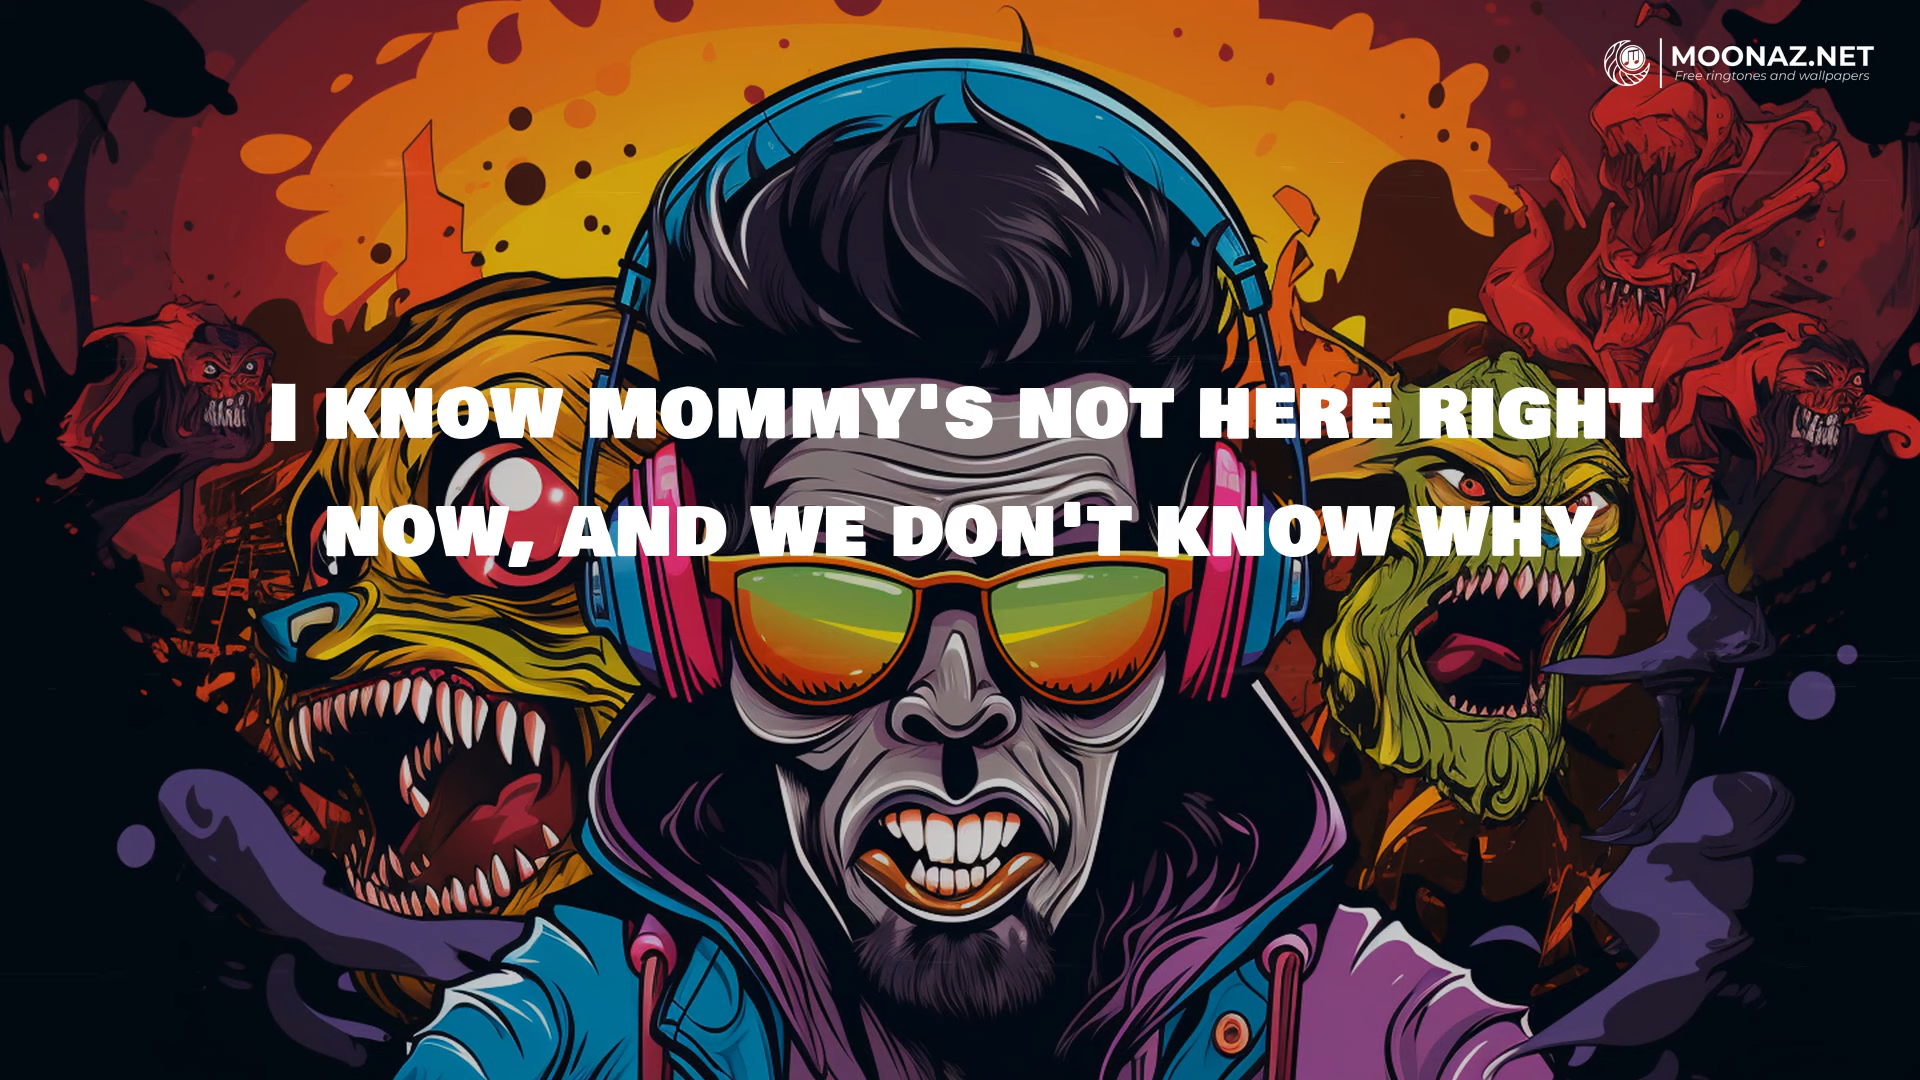 MOONAZ.NET
Free ringtones and wallpapers
I KNOW MOMMY'S NOT HERE RIGHT
NOW, AND WE DON'T KNOW WHY